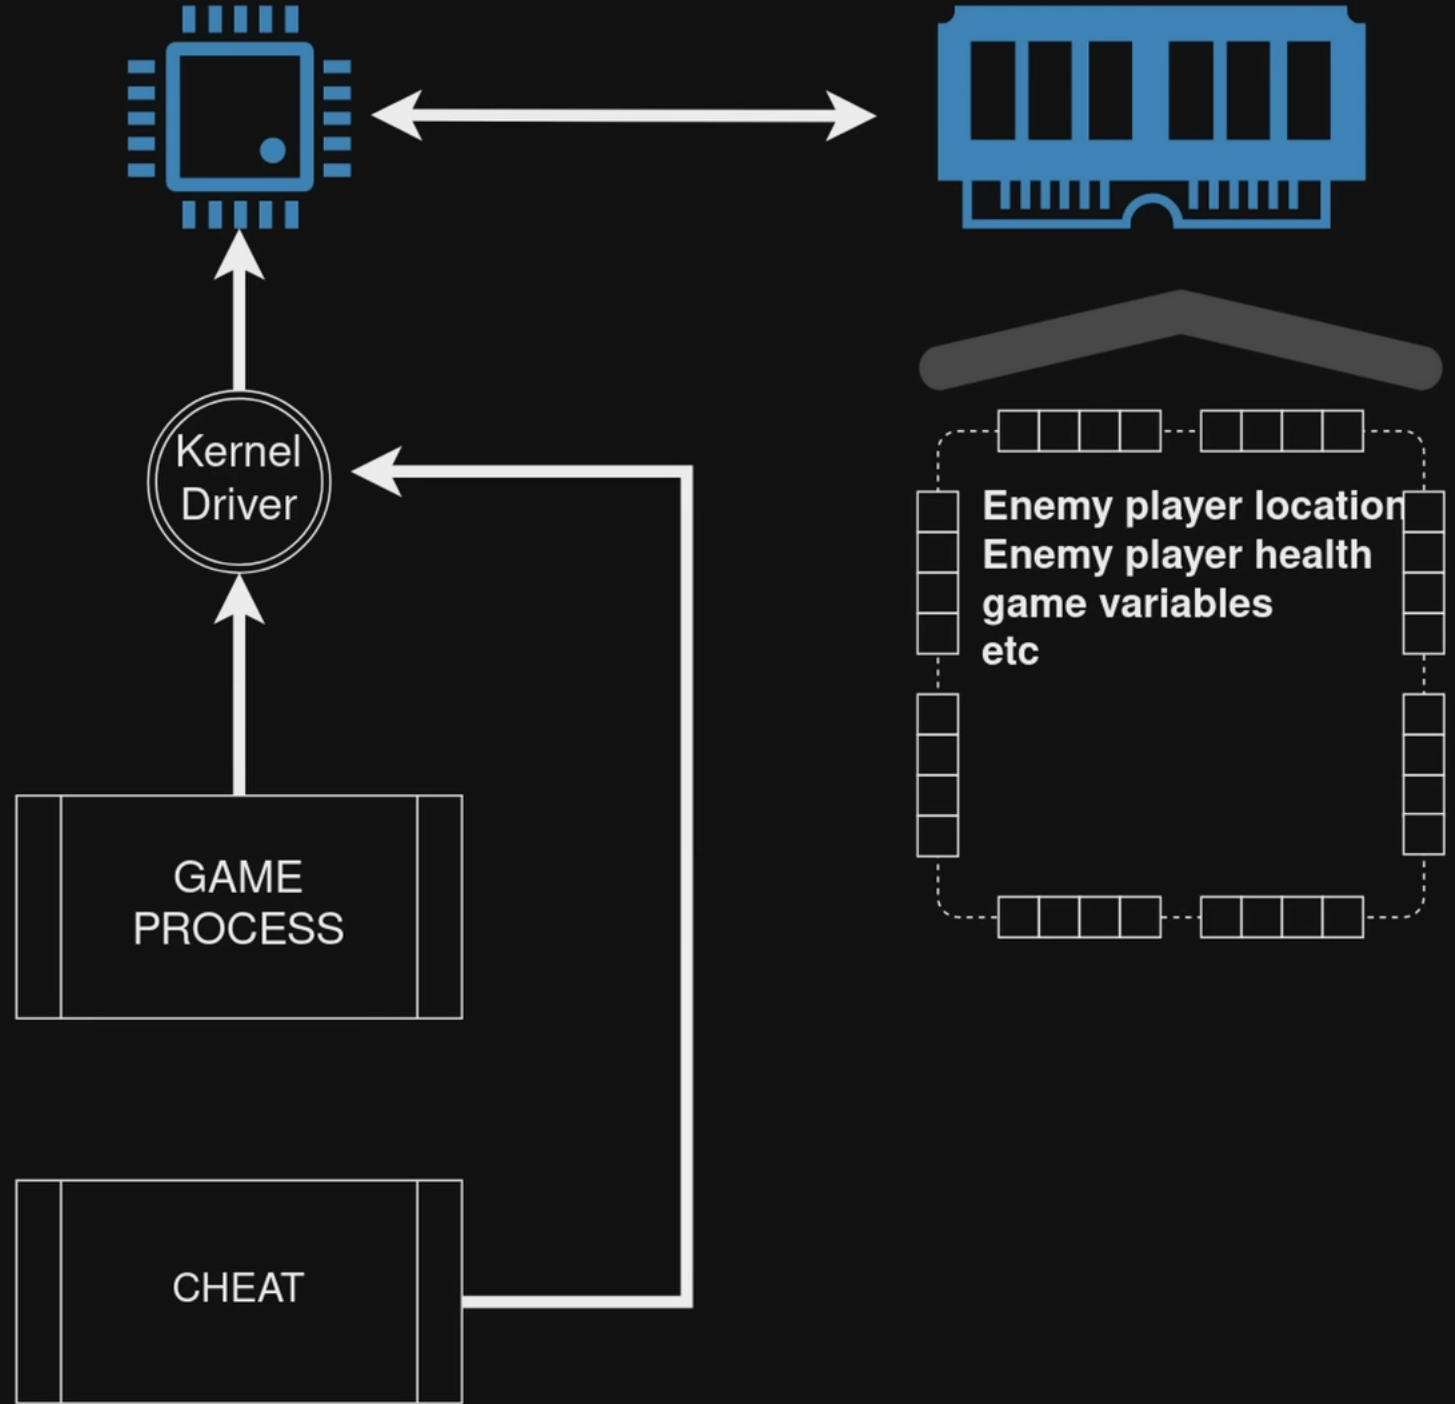 Kernel
Driver
Enemy player location
Enemy player health
game variables
etc
GAME
PROCESS
CHEAT